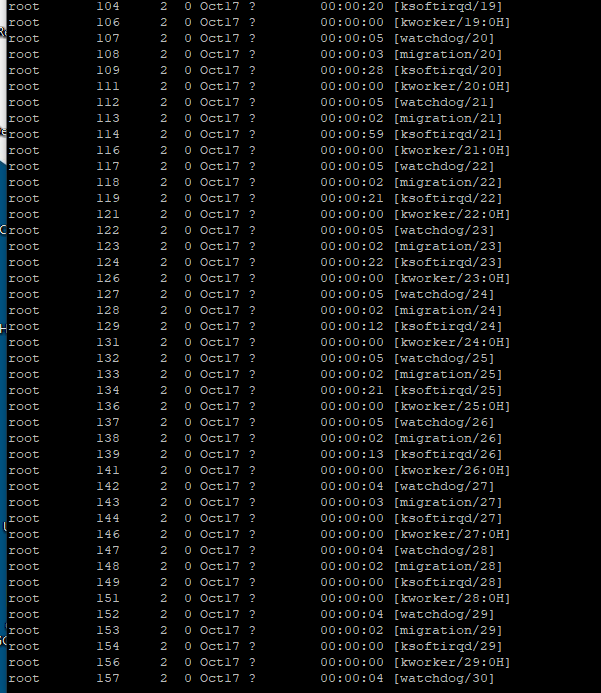 root 104 2 0 Oct17 ? 00:00:20 [ksoftirqd/19]
root 106 2 0 Oct17 ? 00:00:00 [kworker/19:0H]
root 107 2 0 Oct17 ? 00:00:05 [watchdog/20]
root 108 2 0 Oct17 ? 00:00:03 [migration/20]
root 109 2 0 Oct17 ? 00:00:28 [ksoftirqd/20]
root 111 2 0 Oct17 ? 00:00:00 [kworker/20:0H]
root 112 2 0 Oct17 ? 00:00:05 [watchdog/21]
root 113 2 0 Oct17 ? 00:00:02 [migration/21]
root 114 2 0 Oct17 ? 00:00:59 [ksoftirqd/21]
root 116 2 0 Oct17 ? 00:00:00 [kworker/21:0H]
root 117 2 0 Oct17 ? 00:00:05 [watchdog/22]
root 118 2 0 Oct17 ? 00:00:02 [migration/22]
root 119 2 0 Oct17 ? 00:00:21 [ksoftirqd/22]
root 121 2 0 Oct17 ? 00:00:00 [kworker/22:0H]
root 122 2 0 Oct17 ? 00:00:05 [watchdog/23]
root 123 2 0 Oct17 ? 00:00:02 [migration/23]
root 124 2 0 Oct17 ? 00:00:22 [ksoftirqd/23]
root 126 2 0 Oct17 ? 00:00:00 [kworker/23:0H]
root 127 2 0 Oct17 ? 00:00:05 [watchdog/24]
root 128 2 0 Oct17 ? 00:00:02 [migration/24]
root 129 2 0 Oct17 ? 00:00:12 [ksoftirqd/24]
root 131 2 0 Oct17 ? 00:00:00 [kworker/24:0H]
root 132 2 0 Oct17 ? 00:00:05 [watchdog/25]
root 133 2 0 Oct17 ? 00:00:02 [migration/25]
root 134 2 0 Oct17 ? 00:00:21 [ksoftirqd/25]
root 136 2 0 Oct17 ? 00:00:00 [kworker/25:0H]
root 137 2 0 Oct17 ? 00:00:05 [watchdog/26]
root 138 2 0 Oct17 ? 00:00:02 [migration/26]
root 139 2 0 Oct17 ? 00:00:13 [ksoftirqd/26]
root 141 2 0 Oct17 ? 00:00:00 [kworker/26:0H]
root 142 2 0 Oct17 ? 00:00:04 [watchdog/27]
root 143 2 0 Oct17 ? 00:00:03 [migration/27]
root 144 2 0 Oct17 ? 00:00:00 [ksoftirqd/27]
root 146 2 0 Oct17 ? 00:00:00 [kworker/27:0H]
root 147 2 0 Oct17 ? 00:00:04 [watchdog/28]
root 148 2 0 Oct17 ? 00:00:02 [migration/28]
root 149 2 0 Oct17 ? 00:00:00 [ksoftirqd/28]
root 151 2 0 Oct17 ? 00:00:00 [kworker/28:0H]
root 152 2 0 Oct17 ? 00:00:04 [watchdog/29]
root 153 2 0 Oct17 ? 00:00:02 [migration/29]
root 154 2 0 Oct17 ? 00:00:00 [ksoftirqd/29]
root 156 2 0 Oct17 ? 00:00:00 [kworker/29:0H]
root 157 2 0 Oct17 ? 00:00:04 [watchdog/30]